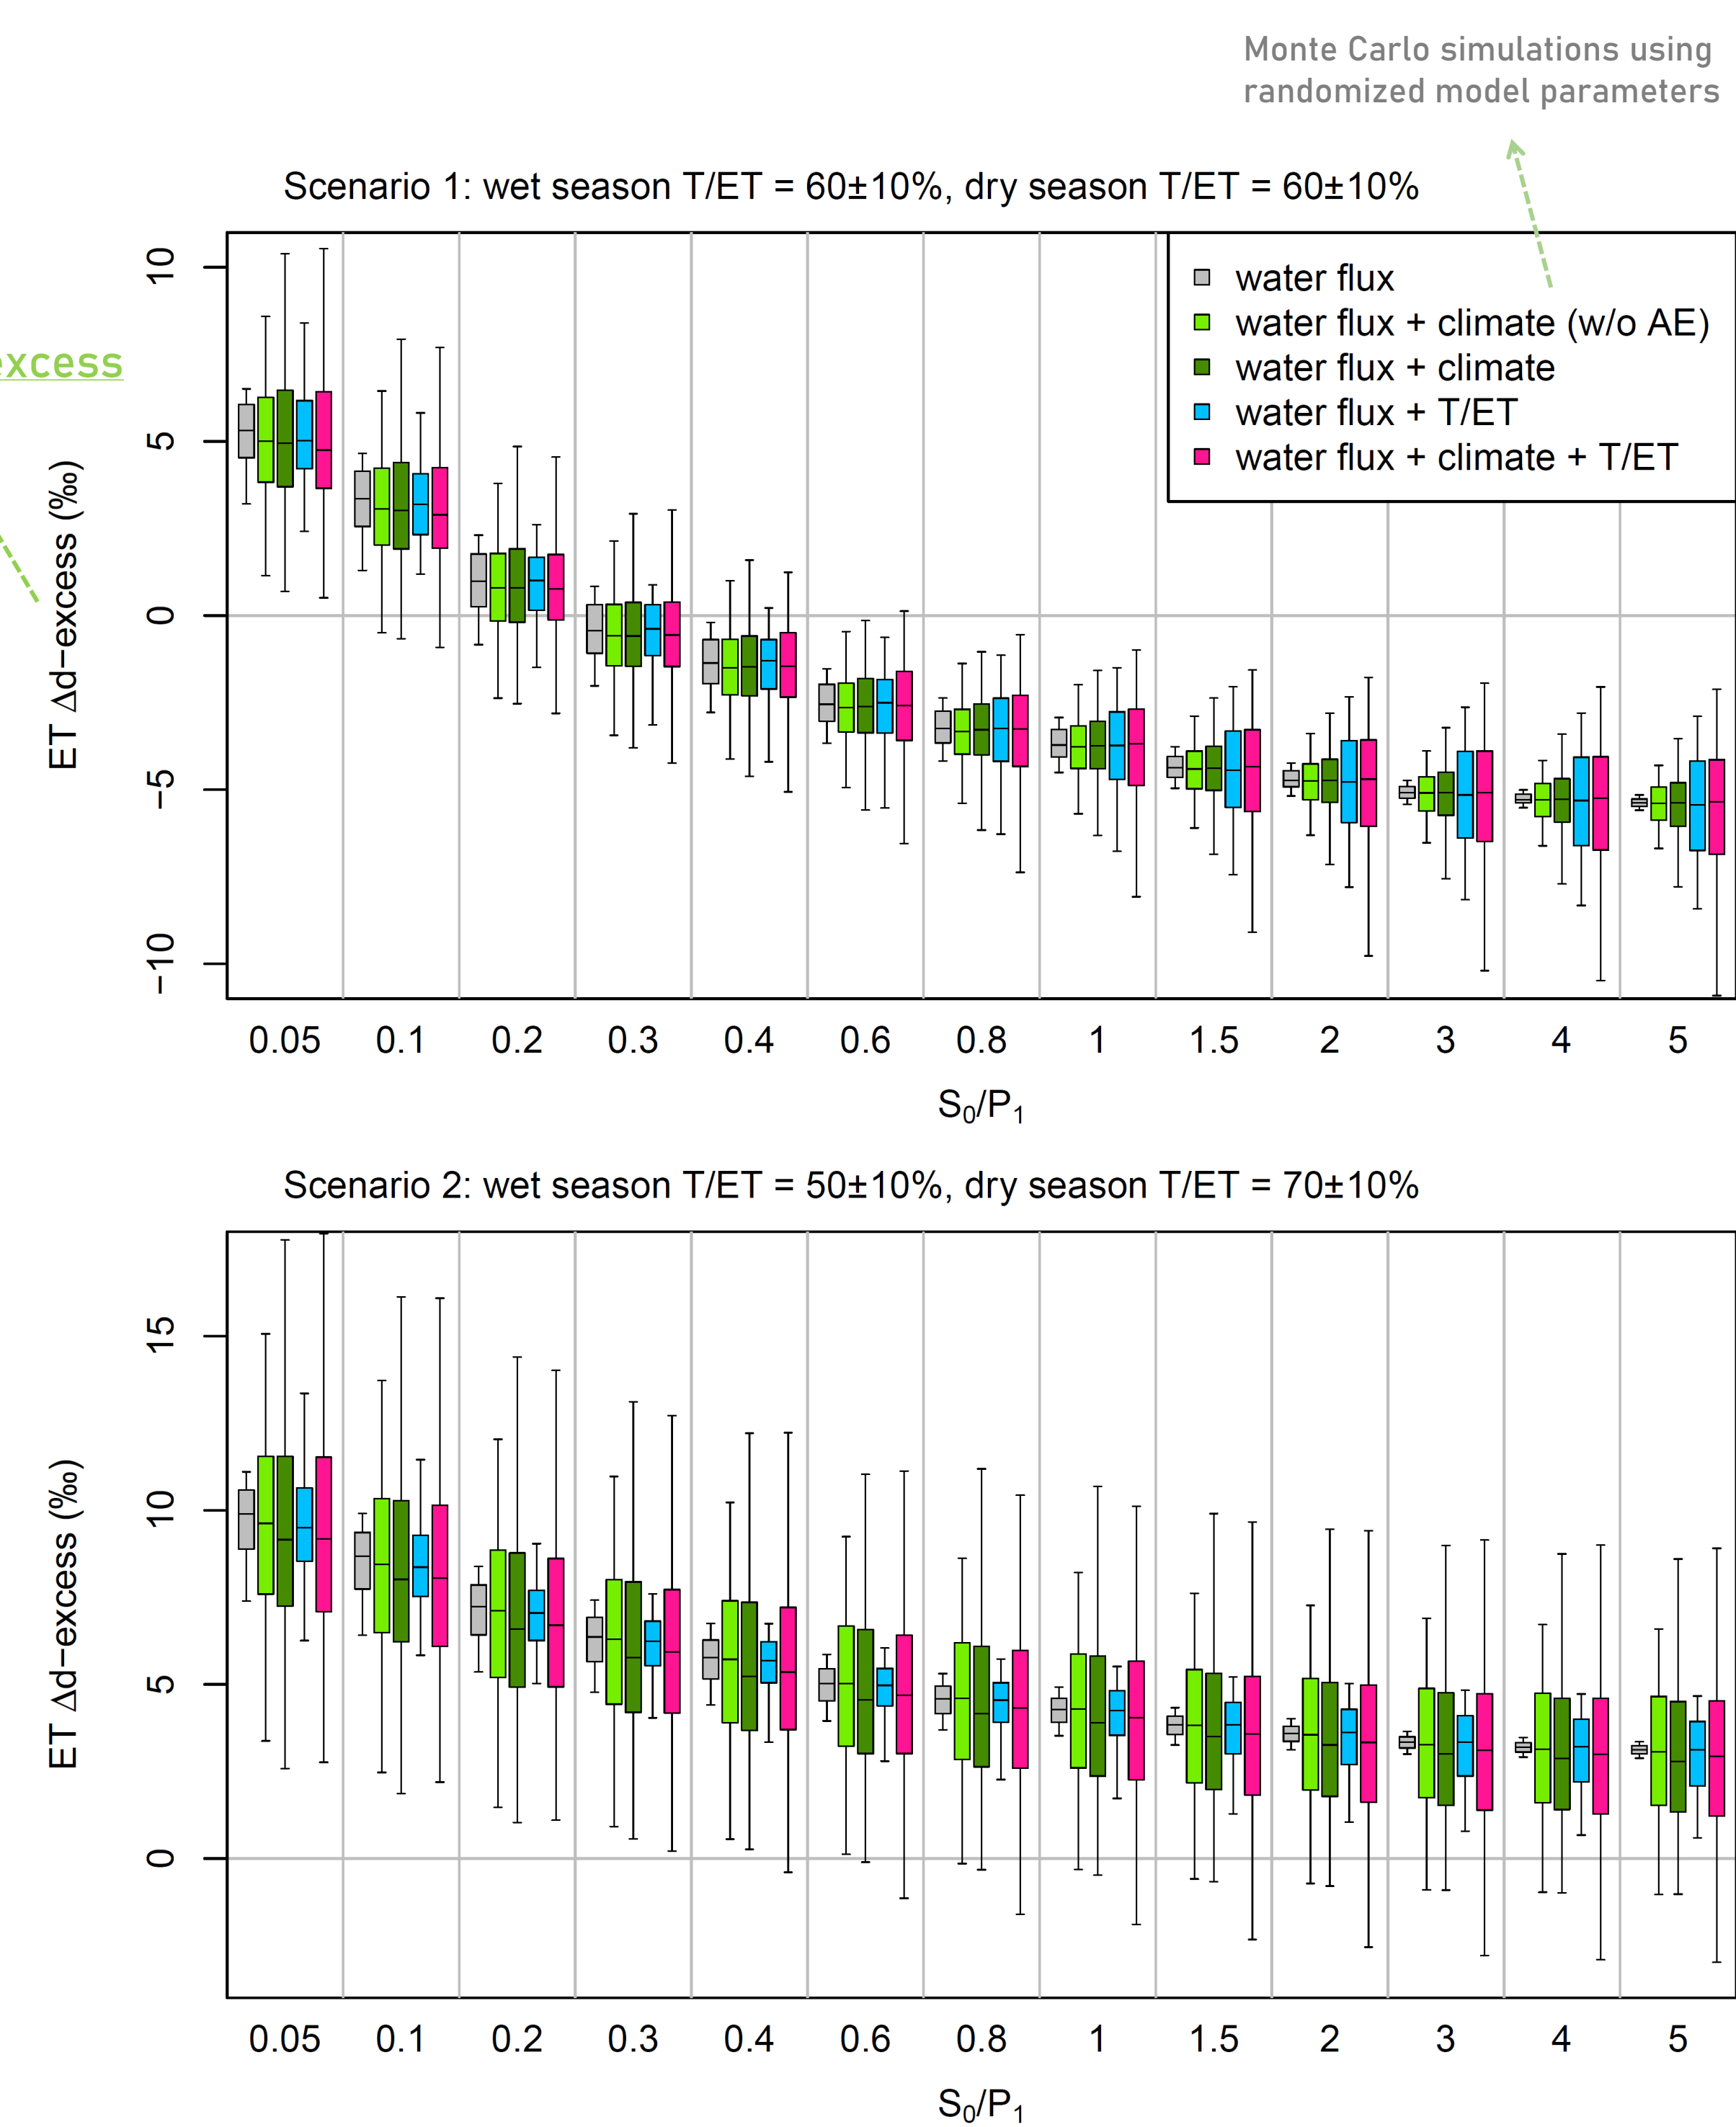 Monte Carlo simulations using
randomized model parameters
Scenario 1: wet season T/ET = 60±10%, dry season T/ET = 60±10%
excess
water flux
water flux + climate (w/o AE)
water flux + climate
water flux + T/ET
water flux + climate + T/ET
ET Δd−excess (‰)
10
5
0
−5
−10
0.05 0.1 0.2 0.3 0.4 0.6 0.8 1 1.5 2 3 4 5
S₀/P₁
Scenario 2: wet season T/ET = 50±10%, dry season T/ET = 70±10%
ET Δd−excess (‰)
15
10
5
0
0.05 0.1 0.2 0.3 0.4 0.6 0.8 1 1.5 2 3 4 5
S₀/P₁